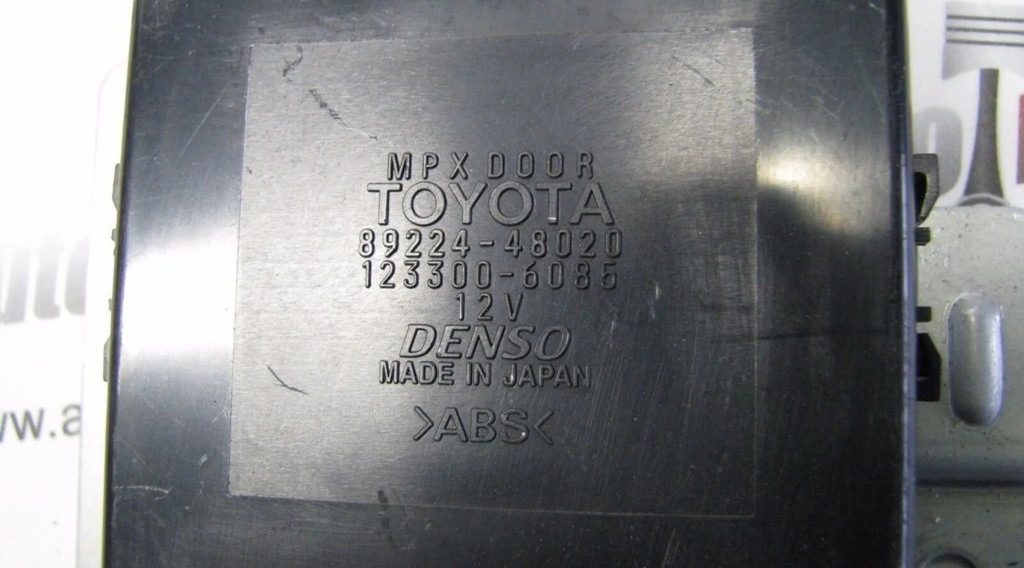 MPX DOOR
TOYOTA
89224-48020
123300-6085
12V
DENSO
MADE IN JAPAN
>ABS<